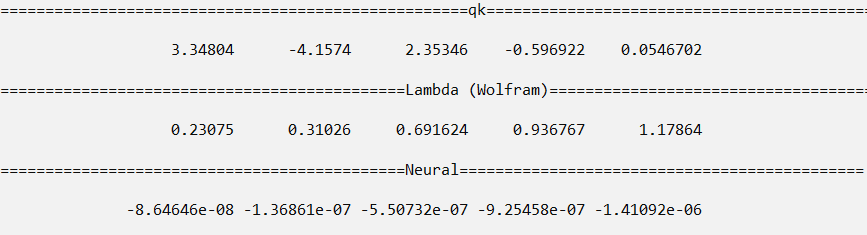 ====================================================qk===========================================
3.34804 -4.1574 2.35346 -0.596922 0.0546702
=============================================Lambda (Wolfram)====================================
0.23075 0.31026 0.691624 0.936767 1.17864
=============================================Neural=============================================
-8.64646e-08 -1.36861e-07 -5.50732e-07 -9.25458e-07 -1.41092e-06